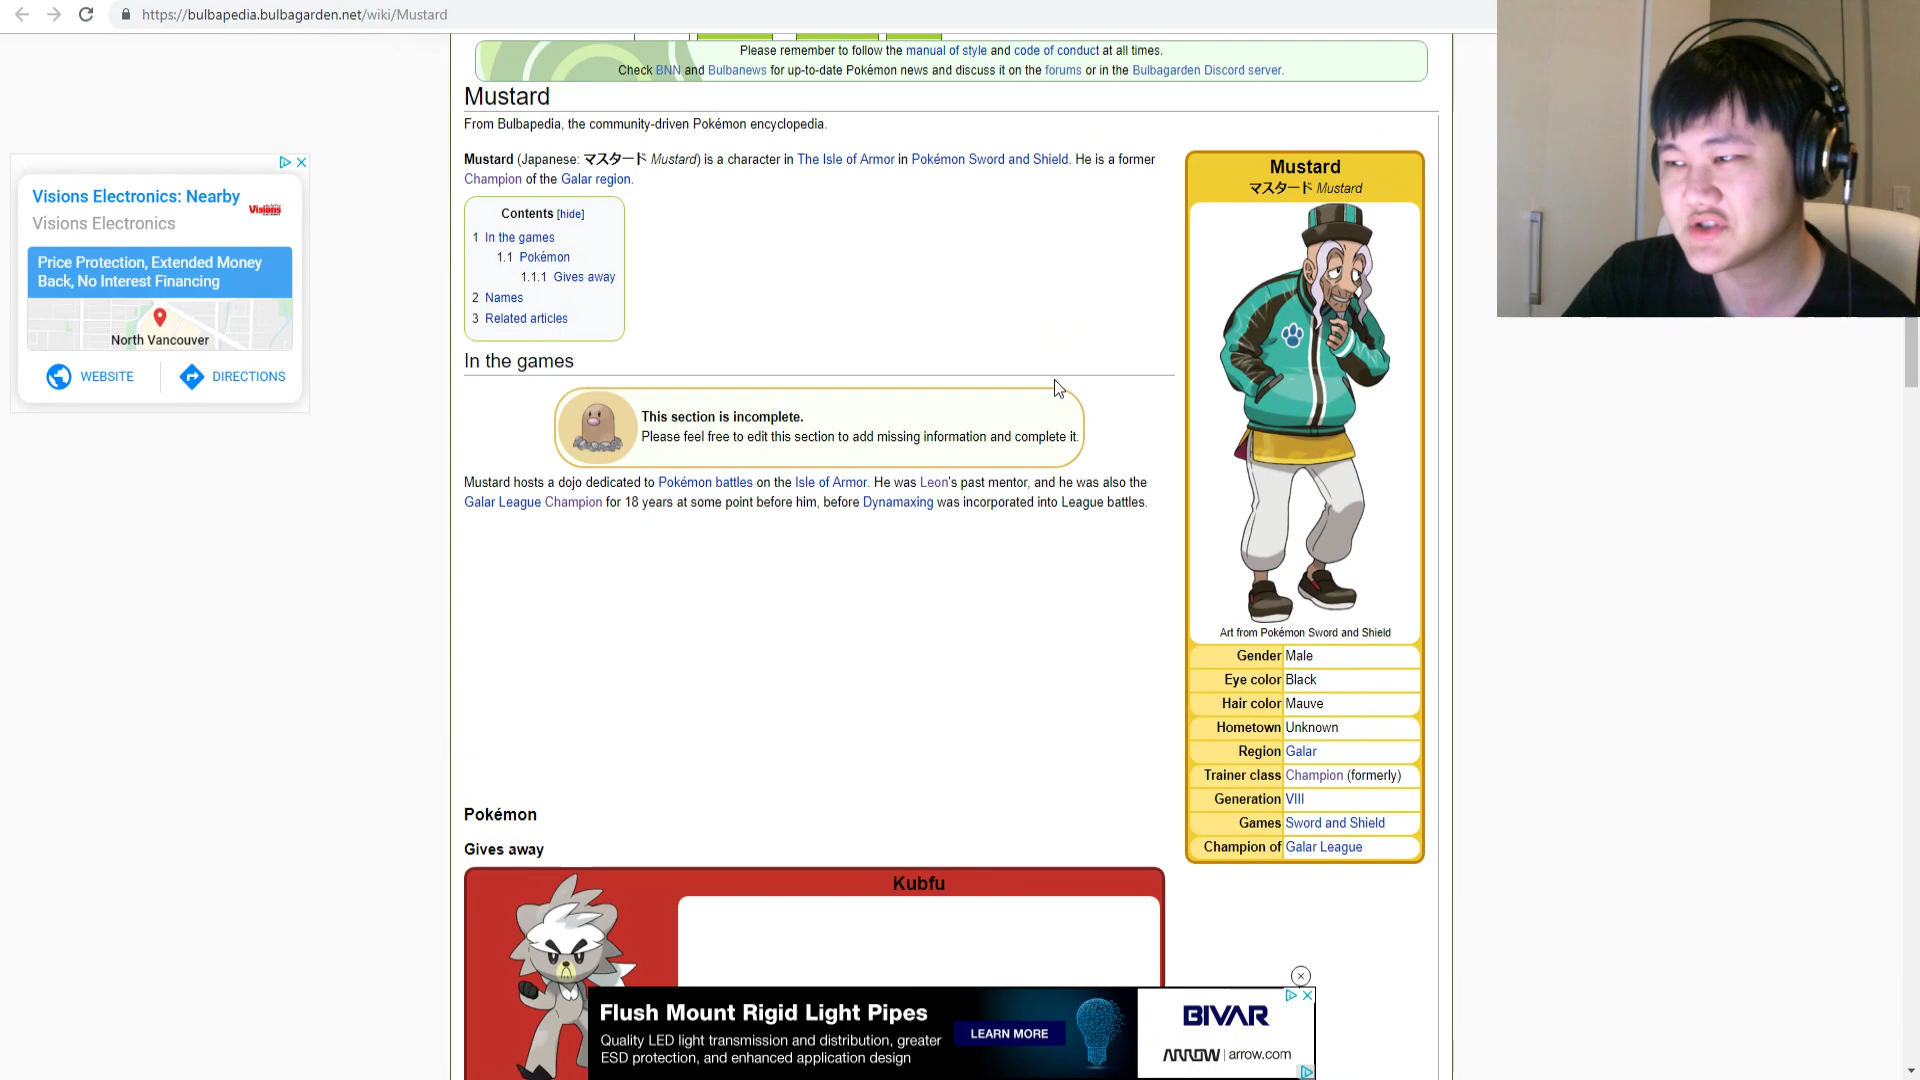 https://bulbapedia.bulbagarden.net/wiki/Mustard
Please remember to follow the manual of style and code of conduct at all times.
Check BNN and Bulbanews for up-to-date Pokémon news and discuss it on the forums or in the Bulbagarden Discord server.
Mustard
From Bulbapedia, the community-driven Pokémon encyclopedia.
Mustard (Japanese: マスタード Mustard) is a character in The Isle of Armor in Pokémon Sword and Shield. He is a former
Champion of the Galar region.
Contents [hide]
1 In the games
1.1 Pokémon
1.1.1 Gives away
2 Names
3 Related articles
In the games
This section is incomplete.
Please feel free to edit this section to add missing information and complete it.
Mustard hosts a dojo dedicated to Pokémon battles on the Isle of Armor. He was Leon's past mentor, and he was also the
Galar League Champion for 18 years at some point before him, before Dynamaxing was incorporated into League battles.
Pokémon
Gives away
Kubfu
Mustard
マスタード Mustard
Art from Pokémon Sword and Shield
Gender Male
Eye color Black
Hair color Mauve
Hometown Unknown
Region Galar
Trainer class Champion (formerly)
Generation VIII
Games Sword and Shield
Champion of Galar League
Visions Electronics: Nearby
Visions Electronics
Visions
Price Protection, Extended Money
Back, No Interest Financing
North Vancouver
WEBSITE
DIRECTIONS
Flush Mount Rigid Light Pipes
Quality LED light transmission and distribution, greater
ESD protection, and enhanced application design
LEARN MORE
BIVAR
ARROW | arrow.com